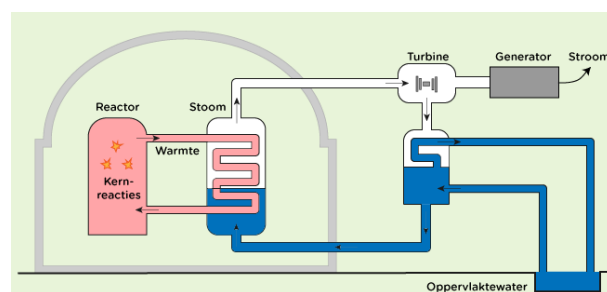 Turbine
Generator
Stroom
Reactor
Stoom
Warmte
Kern-
reacties
Oppervlaktewater